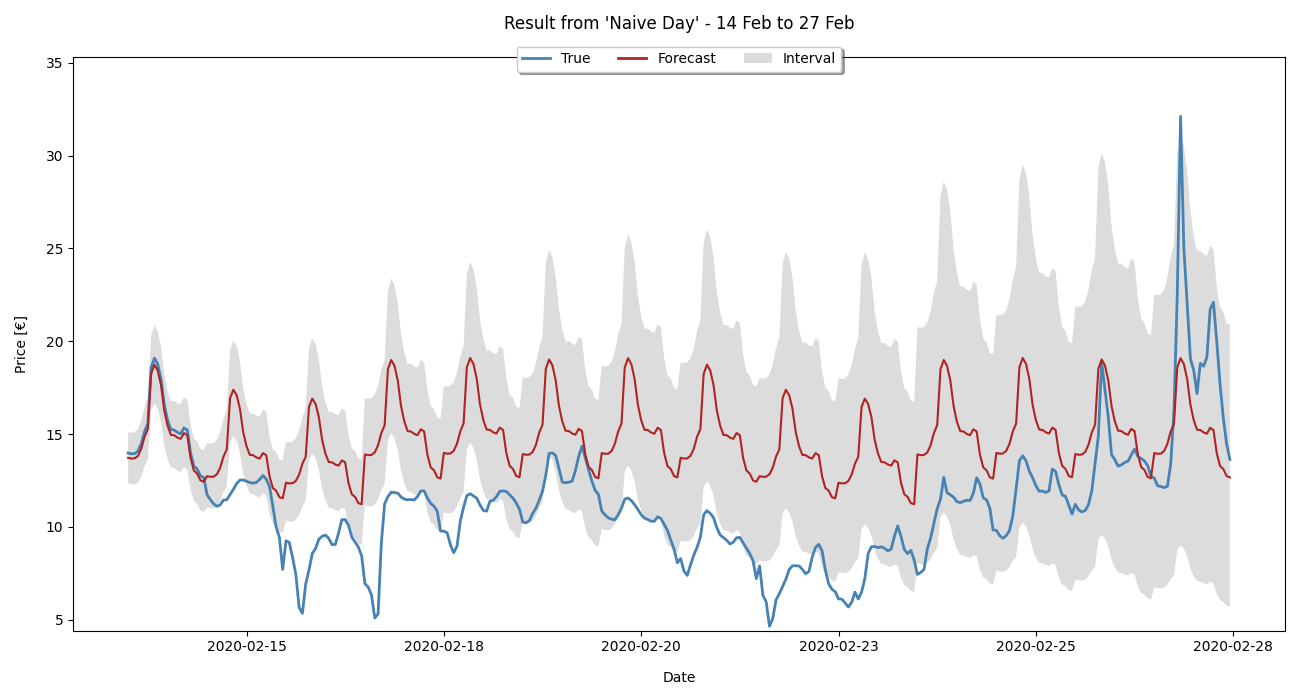 Result from 'Naive Day' - 14 Feb to 27 Feb
True Forecast Interval
35
30
25
20
15
10
5
Price [€]
2020-02-15 2020-02-18 2020-02-20 2020-02-23 2020-02-25 2020-02-28
Date